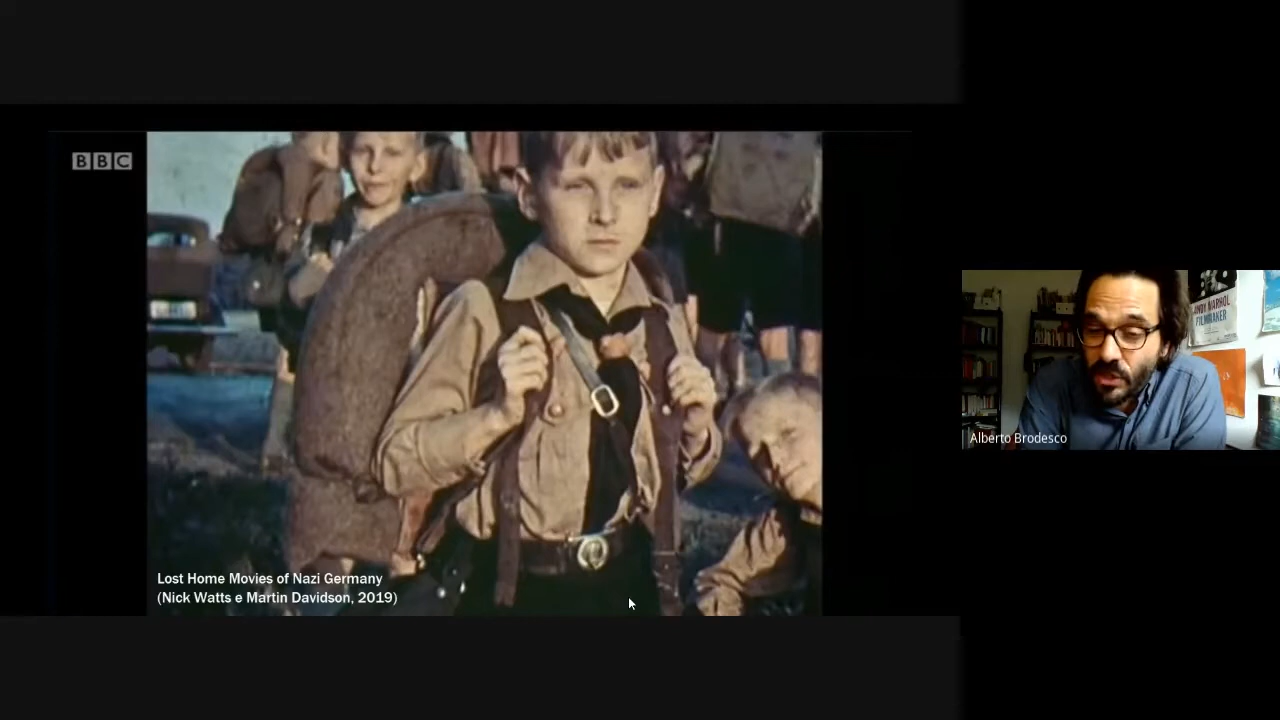 BBC
Lost Home Movies of Nazi Germany
(Nick Watts e Martin Davidson, 2019)
ANDY WARHOL
FILMMAKER
Alberto Brodesco